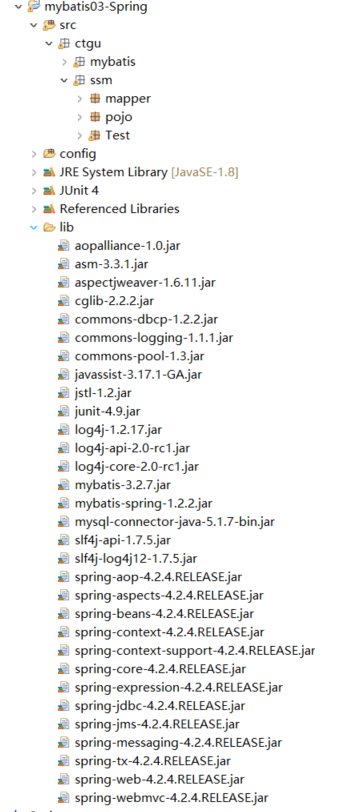 mybatis03-Spring
src
ctgu
mybatis
ssm
mapper
pojo
Test
config
JRE System Library [JavaSE-1.8]
JUnit 4
Referenced Libraries
lib
aopalliance-1.0.jar
asm-3.3.1.jar
aspectjweaver-1.6.11.jar
cglib-2.2.2.jar
commons-dbcp-1.2.2.jar
commons-logging-1.1.1.jar
commons-pool-1.3.jar
javassist-3.17.1-GA.jar
jstl-1.2.jar
junit-4.9.jar
log4j-1.2.17.jar
log4j-api-2.0-rc1.jar
log4j-core-2.0-rc1.jar
mybatis-3.2.7.jar
mybatis-spring-1.2.2.jar
mysql-connector-java-5.1.7-bin.jar
slf4j-api-1.7.5.jar
slf4j-log4j12-1.7.5.jar
spring-aop-4.2.4.RELEASE.jar
spring-aspects-4.2.4.RELEASE.jar
spring-beans-4.2.4.RELEASE.jar
spring-context-4.2.4.RELEASE.jar
spring-context-support-4.2.4.RELEASE.jar
spring-core-4.2.4.RELEASE.jar
spring-expression-4.2.4.RELEASE.jar
spring-jdbc-4.2.4.RELEASE.jar
spring-jms-4.2.4.RELEASE.jar
spring-messaging-4.2.4.RELEASE.jar
spring-tx-4.2.4.RELEASE.jar
spring-web-4.2.4.RELEASE.jar
spring-webmvc-4.2.4.RELEASE.jar